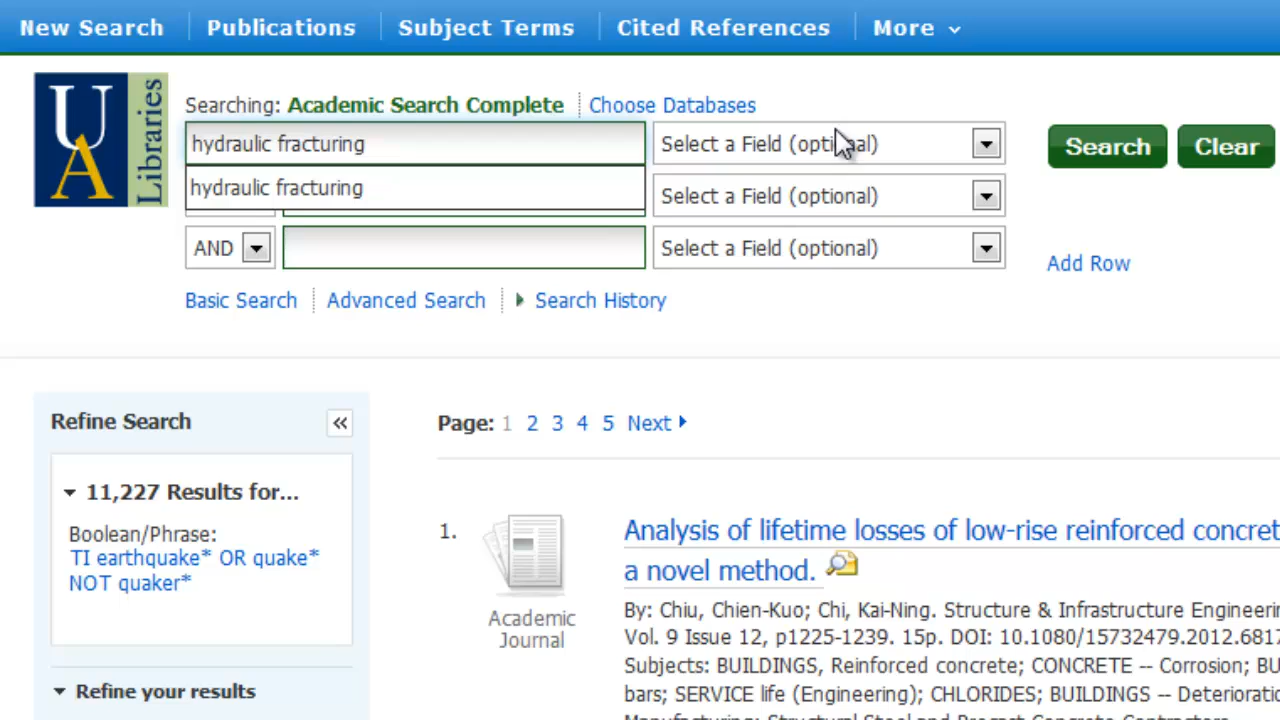 New Search Publications Subject Terms Cited References More
UA Libraries
Searching: Academic Search Complete Choose Databases
hydraulic fracturing Select a Field (optional) Search Clear
hydraulic fracturing Select a Field (optional)
AND Select a Field (optional)
Add Row
Basic Search Advanced Search Search History
Refine Search
Page: 1 2 3 4 5 Next
11,227 Results for...
Boolean/Phrase:
TI earthquake* OR quake*
NOT quaker*
Refine your results
1.
Academic
Journal
Analysis of lifetime losses of low-rise reinforced concret
a novel method.
By: Chiu, Chien-Kuo; Chi, Kai-Ning. Structure & Infrastructure Engineerin
Vol. 9 Issue 12, p1225-1239. 15p. DOI: 10.1080/15732479.2012.6817
Subjects: BUILDINGS, Reinforced concrete; CONCRETE -- Corrosion; BU
bars; SERVICE life (Engineering); CHLORIDES; BUILDINGS -- Deterioratio